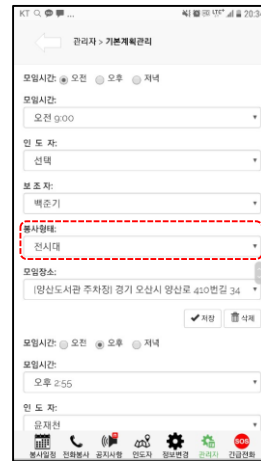 KT
20:34
관리자 > 기본계획관리
모임시간: 오전 오후 저녁
모임시간:
오전 9:00
인 도 자:
선택
보 조 자:
백준기
봉사형태:
전시대
모임장소:
[양산도서관 주차장] 경기 오산시 양산로 410번길 34
저장 삭제
모임시간: 오전 오후 저녁
모임시간:
오후 2:55
인 도 자:
윤재천
봉사일정 전화봉사 공지사항 인도자 정보변경 관리자 긴급전화
SOS